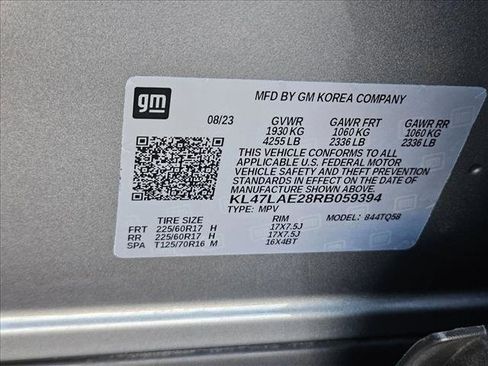 gm
MFD BY GM KOREA COMPANY
08/23 GVWR GAWR FRT GAWR RR
1930 KG 1060 KG 1060 KG
4255 LB 2336 LB 2336 LB
THIS VEHICLE CONFORMS TO ALL
APPLICABLE U.S. FEDERAL MOTOR
VEHICLE SAFETY AND THEFT PREVENTION
STANDARDS IN EFFECT ON THE DATE OF
MANUFACTURE SHOWN ABOVE.
KL47LAE28RB059394
TYPE: MPV MODEL: 844TQ58
TIRE SIZE RIM
FRT 225/60R17 H 17X7.5J
RR 225/60R17 H 17X7.5J
SPA T125/70R16 M 16X4BT